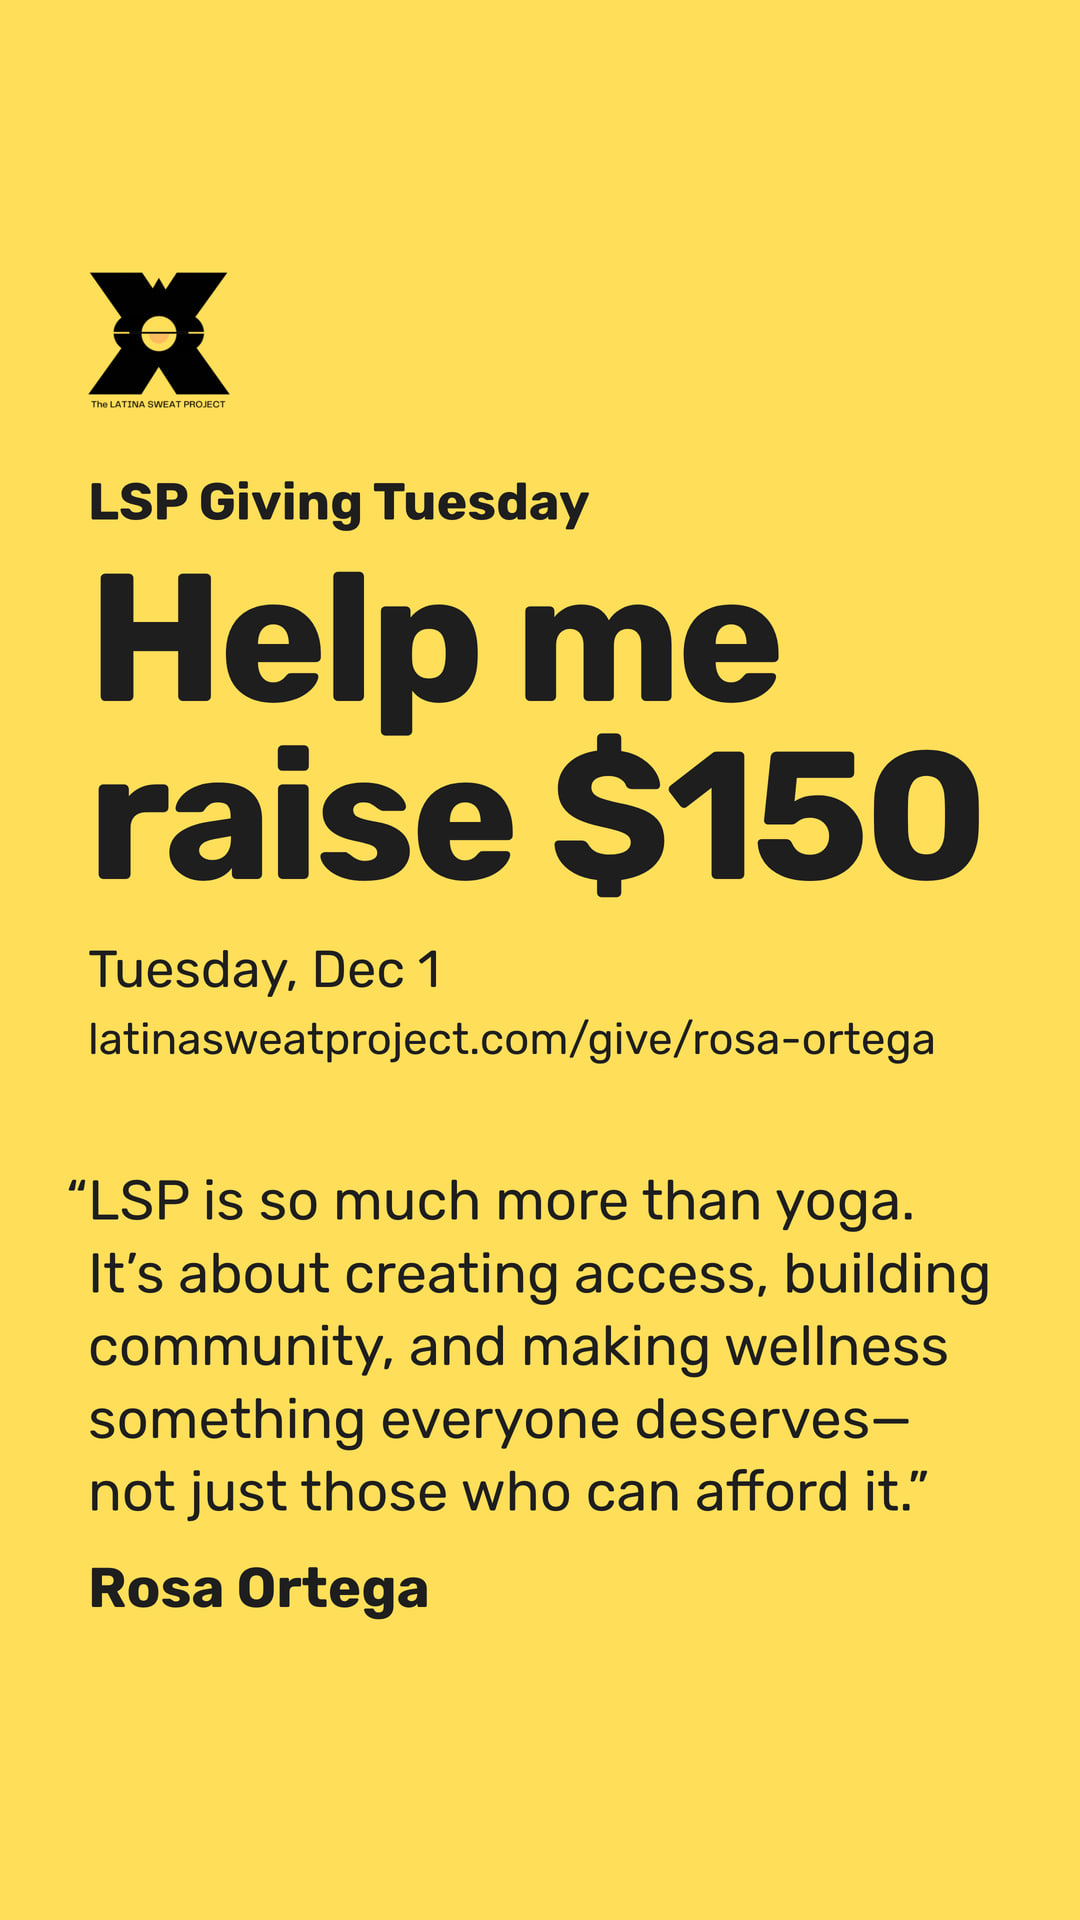 The LATINA SWEAT PROJECT
LSP Giving Tuesday
Help me
raise $150
Tuesday, Dec 1
latinasweatproject.com/give/rosa-ortega
“LSP is so much more than yoga.
It’s about creating access, building
community, and making wellness
something everyone deserves—
not just those who can afford it.”
Rosa Ortega